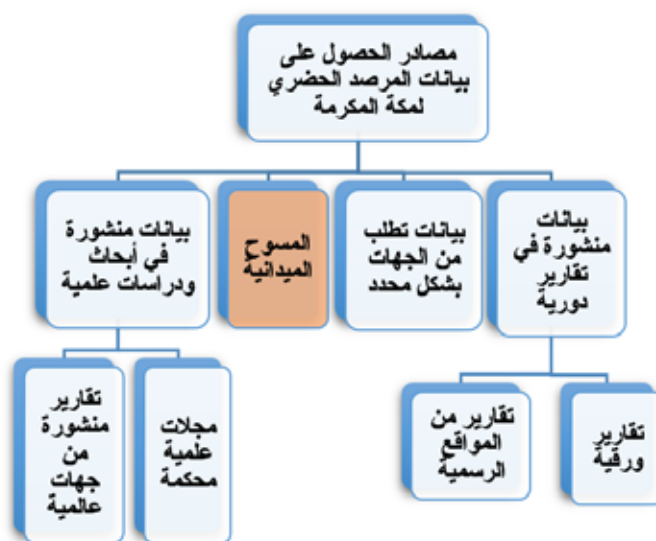 مصادر الحصول على
بيانات المرصد الحضري
لمكة المكرمة
بيانات
منشورة في
تقارير
دورية
بيانات تطلب
من الجهات
بشكل محدد
المسوح
الميدانية
بيانات منشورة
في أبحاث
ودراسات علمية
تقارير
ورقية
تقارير من
المواقع
الرسمية
مجلات
علمية
محكمة
تقارير
منشورة
من
جهات
عالمية